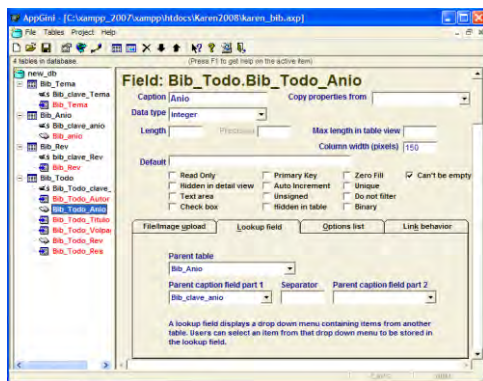 AppGini - [C:\xampp_2007\xampp\htdocs\Karen2008\karen_bib.axp]
File Tables Project Help
4 tables in database. (Press F1 to get help on the active item)
new_db
Bib_Tema
Bib_clave_Tema
Bib_Tema
Bib_Anio
Bib_clave_anio
Bib_anio
Bib_Rev
Bib_clave_Rev
Bib_Rev
Bib_Todo
Bib_Todo_clave_
Bib_Todo_Autor
Bib_Todo_Anio
Bib_Todo_Titulo
Bib_Todo_Volpa
Bib_Todo_Rev
Bib_Todo_Res
Field: Bib_Todo.Bib_Todo_Anio
Caption Anio Copy properties from
Data type Integer
Length Precision Max length in table view
Column width (pixels) 150
Default
Read Only Primary Key Zero Fill Can't be empty
Hidden in detail view Auto Increment Unique
Text area Unsigned Do not filter
Check box Hidden in table Binary
File/Image upload Lookup field Options list Link behavior
Parent table
Bib_Anio
Parent caption field part 1 Separator Parent caption field part 2
Bib_clave_anio
A lookup field displays a drop down menu containing items from another
table. Users can select an item from that drop down menu to be stored in
the lookup field.